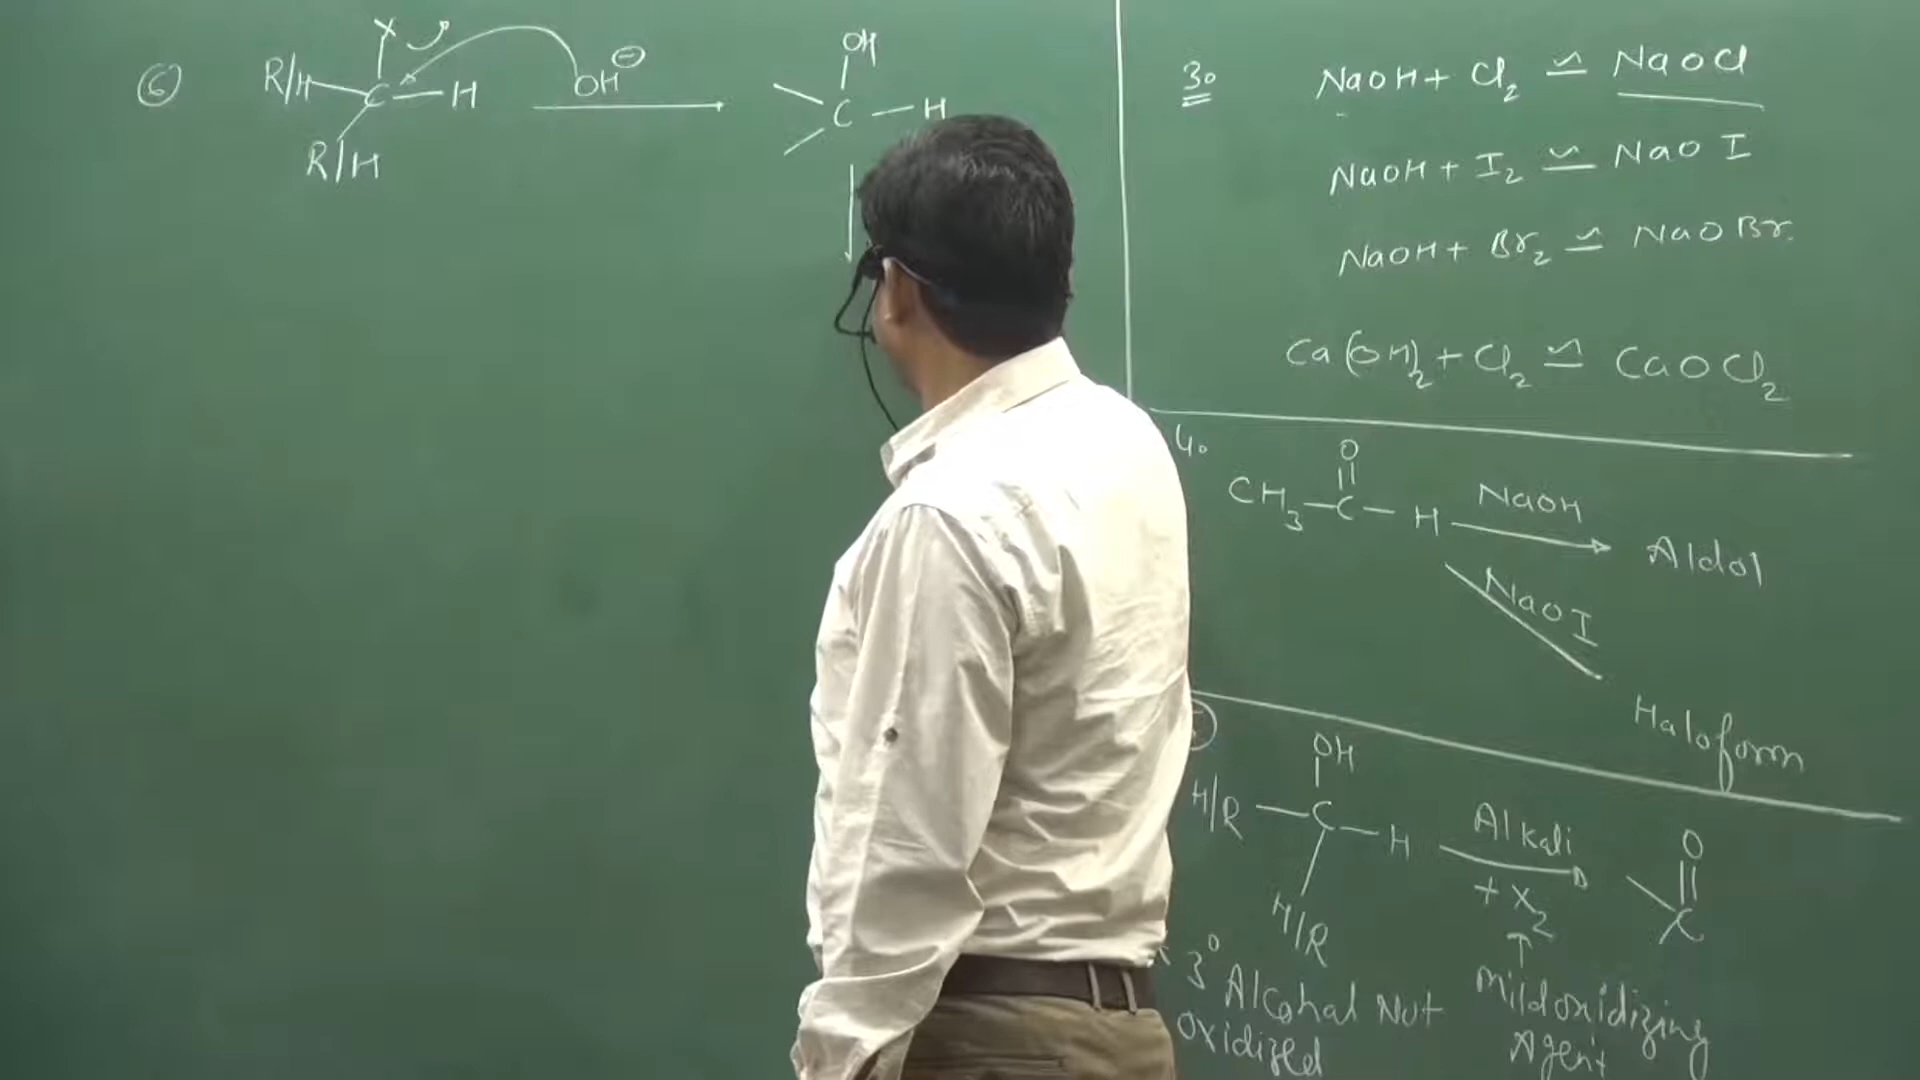 6
X
R/H C H
R/H
OH⊖
OH
C H
3.
NaOH + Cl2 ≃ NaOCl
NaOH + I2 ≃ NaOI
NaOH + Br2 ≃ NaOBr.
Ca(OH)2 + Cl2 ≃ CaOCl2
4.
O
CH3-C-H NaOH → Aldol
NaOI
Haloform
OH
H/R-C-H Alkali → O
H/R + X2 C
↑
3° Alcohal Not
oxidized
mild oxidizing
Agent